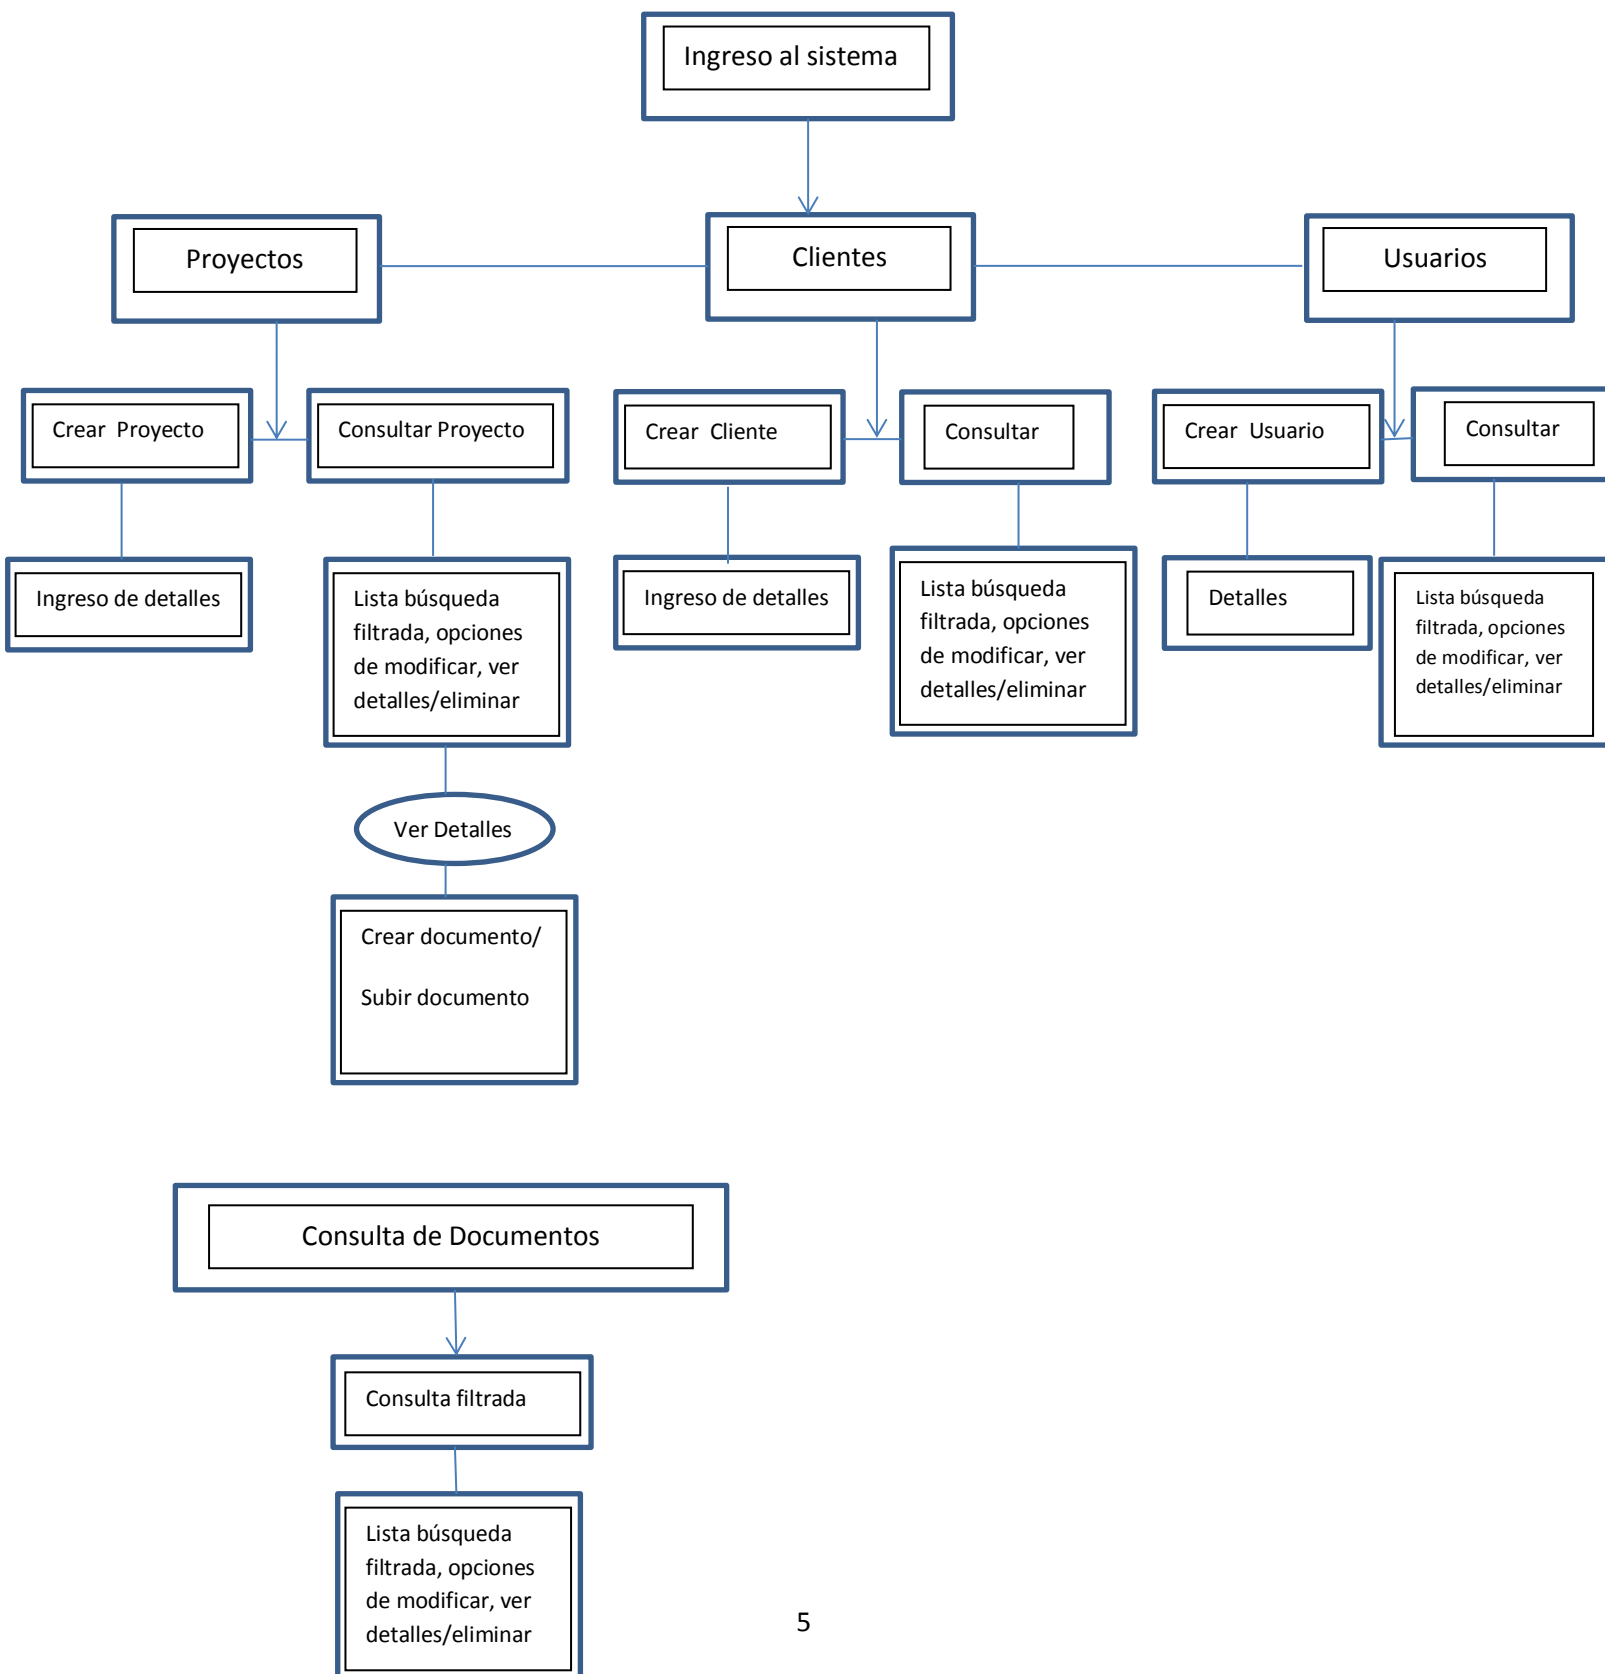 Ingreso al sistema
Proyectos
Clientes
Usuarios
Crear  Proyecto
Consultar Proyecto
Crear  Cliente
Consultar
Crear  Usuario
Consultar
Ingreso de detalles
Lista búsqueda
filtrada, opciones
de modificar, ver
detalles/eliminar
Ingreso de detalles
Lista búsqueda
filtrada, opciones
de modificar, ver
detalles/eliminar
Detalles
Lista búsqueda
filtrada, opciones
de modificar, ver
detalles/eliminar
Ver Detalles
Crear documento/
Subir documento
Consulta de Documentos
Consulta filtrada
Lista búsqueda
filtrada, opciones
de modificar, ver
detalles/eliminar
5